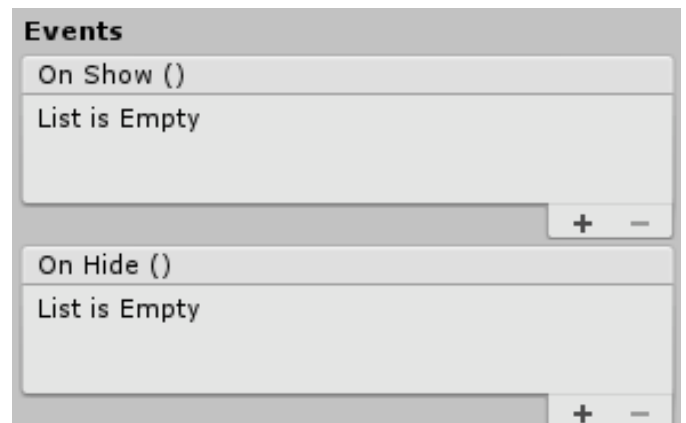 Events
On Show ()
List is Empty
+ −
On Hide ()
List is Empty
+ −